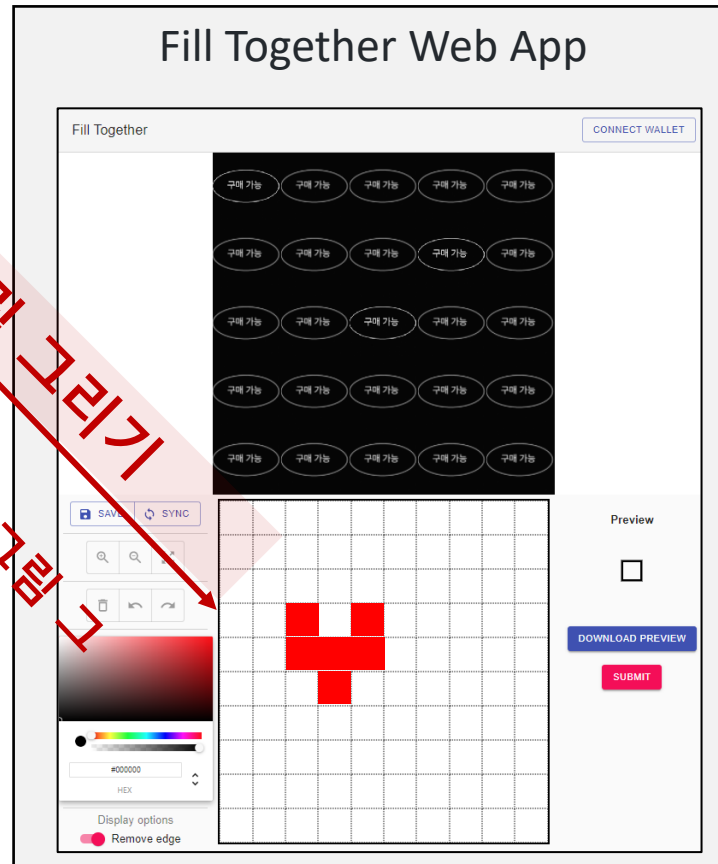 Fill Together Web App
Fill Together
CONNECT WALLET
구매 가능 구매 가능 구매 가능 구매 가능 구매 가능
구매 가능 구매 가능 구매 가능 구매 가능 구매 가능
구매 가능 구매 가능 구매 가능 구매 가능 구매 가능
구매 가능 구매 가능 구매 가능 구매 가능 구매 가능
구매 가능 구매 가능 구매 가능 구매 가능 구매 가능
그리기
그림 그
SAVE SYNC
Preview
DOWNLOAD PREVIEW
SUBMIT
#000000
HEX
Display options
Remove edge